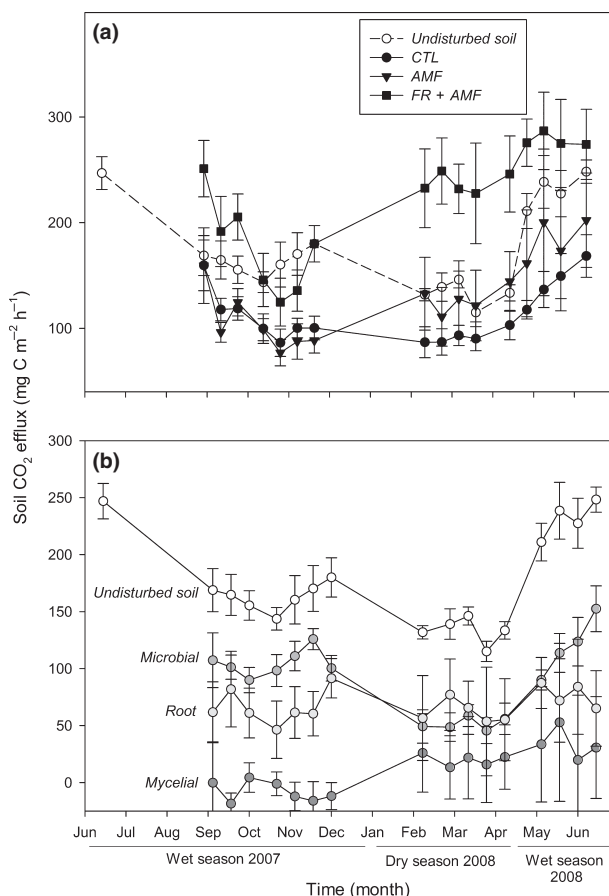 (a)
Undisturbed soil
CTL
AMF
FR + AMF
300
200
100
Soil CO2 efflux (mg C m−2 h−1)
(b)
300
250
200
150
100
50
0
Undisturbed soil
Microbial
Root
Mycelial
Jun Jul Aug Sep Oct Nov Dec Jan Feb Mar Apr May Jun
Wet season 2007
Dry season 2008
Wet season
2008
Time (month)